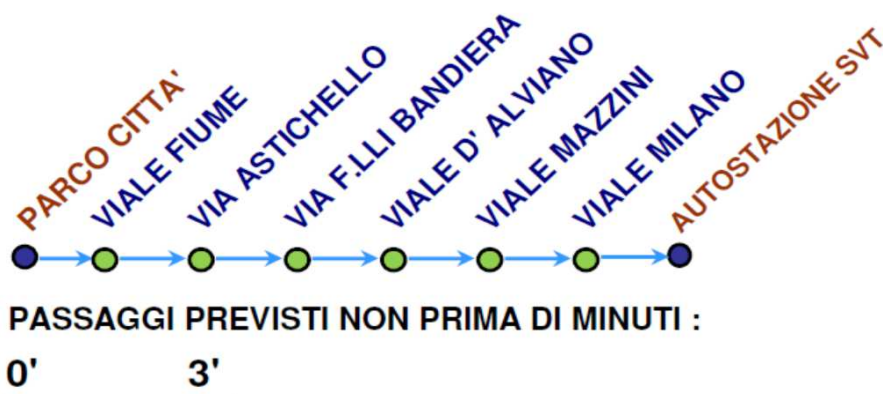 PARCO CITTA'
VIALE FIUME
VIA ASTICHELLO
VIA F.LLI BANDIERA
VIALE D' ALVIANO
VIALE MAZZINI
VIALE MILANO
AUTOSTAZIONE SVT
PASSAGGI PREVISTI NON PRIMA DI MINUTI :
0' 3'